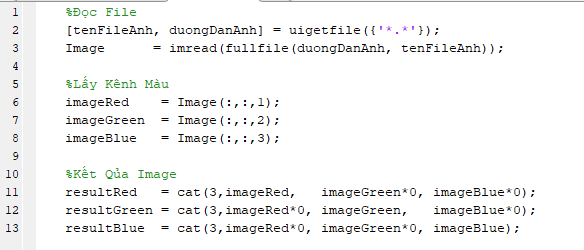 1 %Đọc File
2 [tenFileAnh, duongDanAnh] = uigetfile({'*.*'});
3 Image = imread(fullfile(duongDanAnh, tenFileAnh));
4
5 %Lấy Kênh Màu
6 imageRed = Image(:,:,1);
7 imageGreen = Image(:,:,2);
8 imageBlue = Image(:,:,3);
9
10 %Kết Qủa Image
11 resultRed = cat(3,imageRed, imageGreen*0, imageBlue*0);
12 resultGreen = cat(3,imageRed*0, imageGreen, imageBlue*0);
13 resultBlue = cat(3,imageRed*0, imageGreen*0, imageBlue);